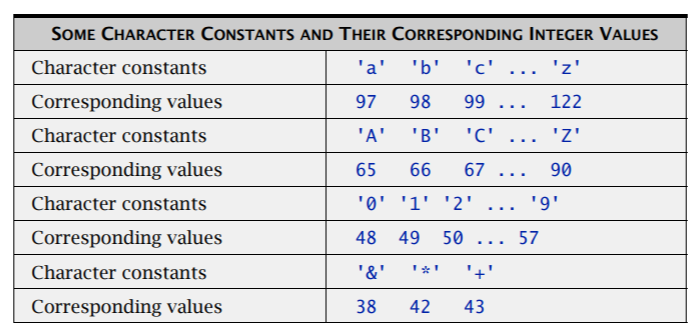 SOME CHARACTER CONSTANTS AND THEIR CORRESPONDING INTEGER VALUES
Character constants 'a' 'b' 'c' ... 'z'
Corresponding values 97 98 99 ... 122
Character constants 'A' 'B' 'C' ... 'Z'
Corresponding values 65 66 67 ... 90
Character constants '0' '1' '2' ... '9'
Corresponding values 48 49 50 ... 57
Character constants '&' '*' '+'
Corresponding values 38 42 43